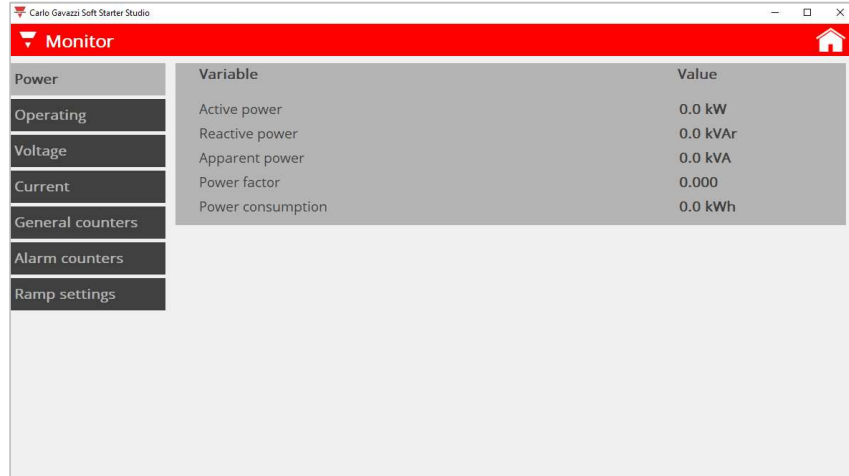 Carlo Gavazzi Soft Starter Studio
Monitor
Power
Operating
Voltage
Current
General counters
Alarm counters
Ramp settings
Variable Value
Active power 0.0 kW
Reactive power 0.0 kVAr
Apparent power 0.0 kVA
Power factor 0.000
Power consumption 0.0 kWh